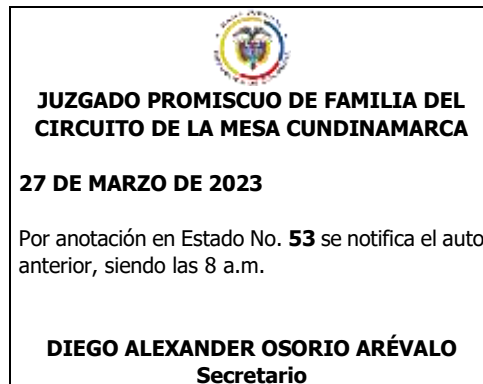 JUZGADO PROMISCUO DE FAMILIA DEL
CIRCUITO DE LA MESA CUNDINAMARCA
27 DE MARZO DE 2023
Por anotación en Estado No. 53 se notifica el auto
anterior, siendo las 8 a.m.
DIEGO ALEXANDER OSORIO ARÉVALO
Secretario